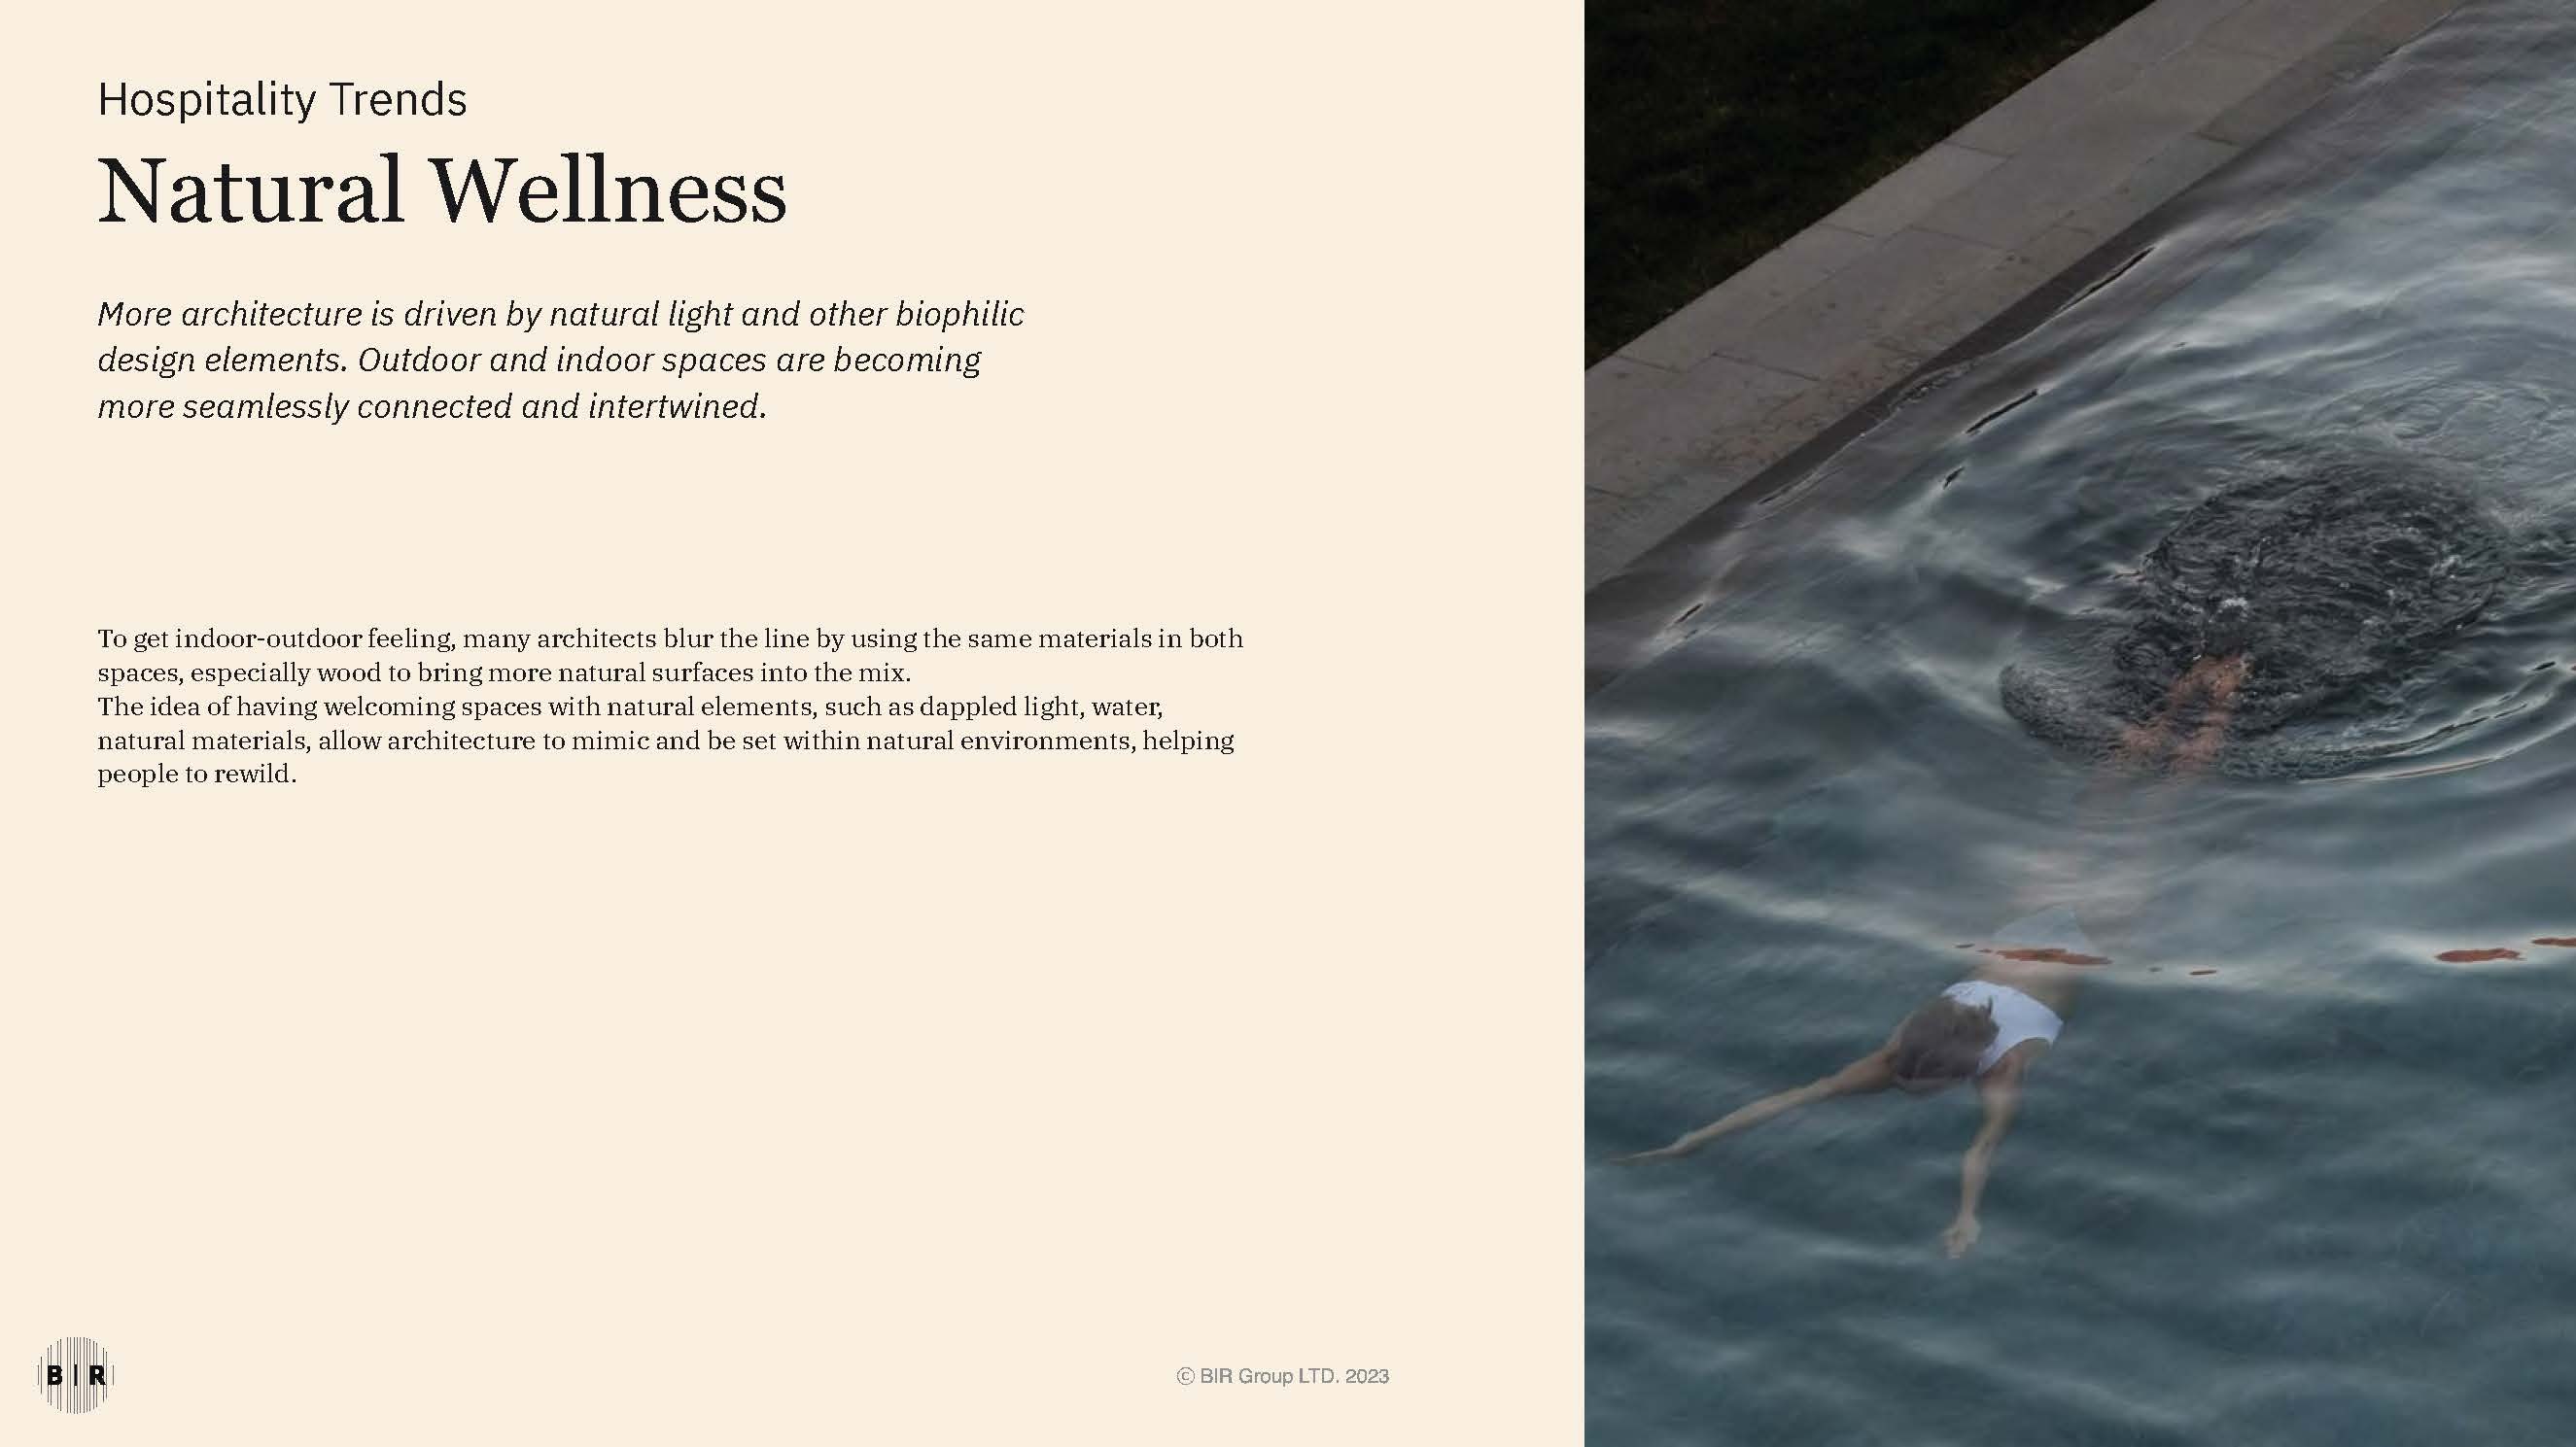 Hospitality Trends
Natural Wellness
More architecture is driven by natural light and other biophilic
design elements. Outdoor and indoor spaces are becoming
more seamlessly connected and intertwined.
To get indoor-outdoor feeling, many architects blur the line by using the same materials in both
spaces, especially wood to bring more natural surfaces into the mix.
The idea of having welcoming spaces with natural elements, such as dappled light, water,
natural materials, allow architecture to mimic and be set within natural environments, helping
people to rewild.
B I R
© BIR Group LTD. 2023